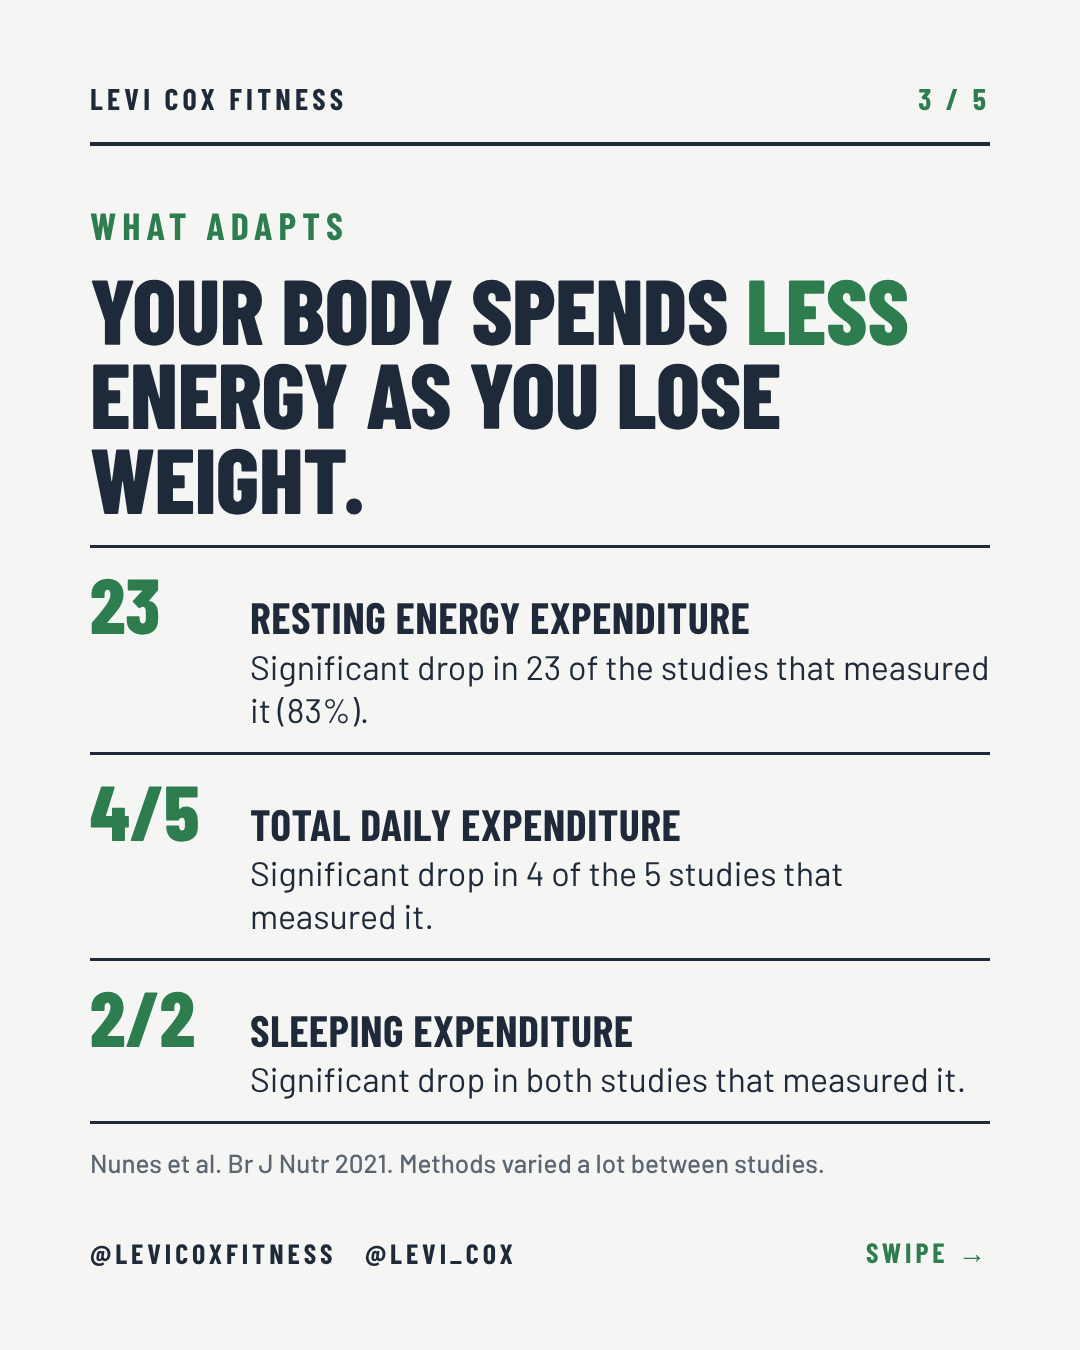 LEVI COX FITNESS
3 / 5
WHAT ADAPTS
YOUR BODY SPENDS LESS
ENERGY AS YOU LOSE
WEIGHT.
23
RESTING ENERGY EXPENDITURE
Significant drop in 23 of the studies that measured
it (83%).
4/5
TOTAL DAILY EXPENDITURE
Significant drop in 4 of the 5 studies that
measured it.
2/2
SLEEPING EXPENDITURE
Significant drop in both studies that measured it.
Nunes et al. Br J Nutr 2021. Methods varied a lot between studies.
@LEVICOXFITNESS @LEVI_COX
SWIPE →